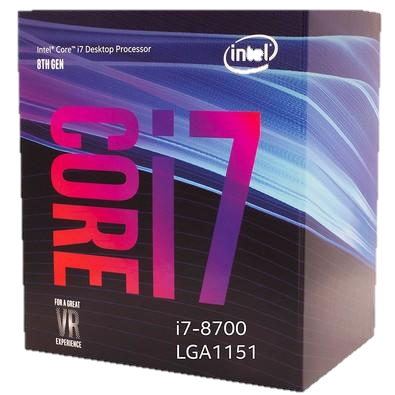 Intel® Core™ i7 Desktop Processor
8TH GEN
intel
CORE
i7
FOR A GREAT
VR
EXPERIENCE
i7-8700
LGA1151